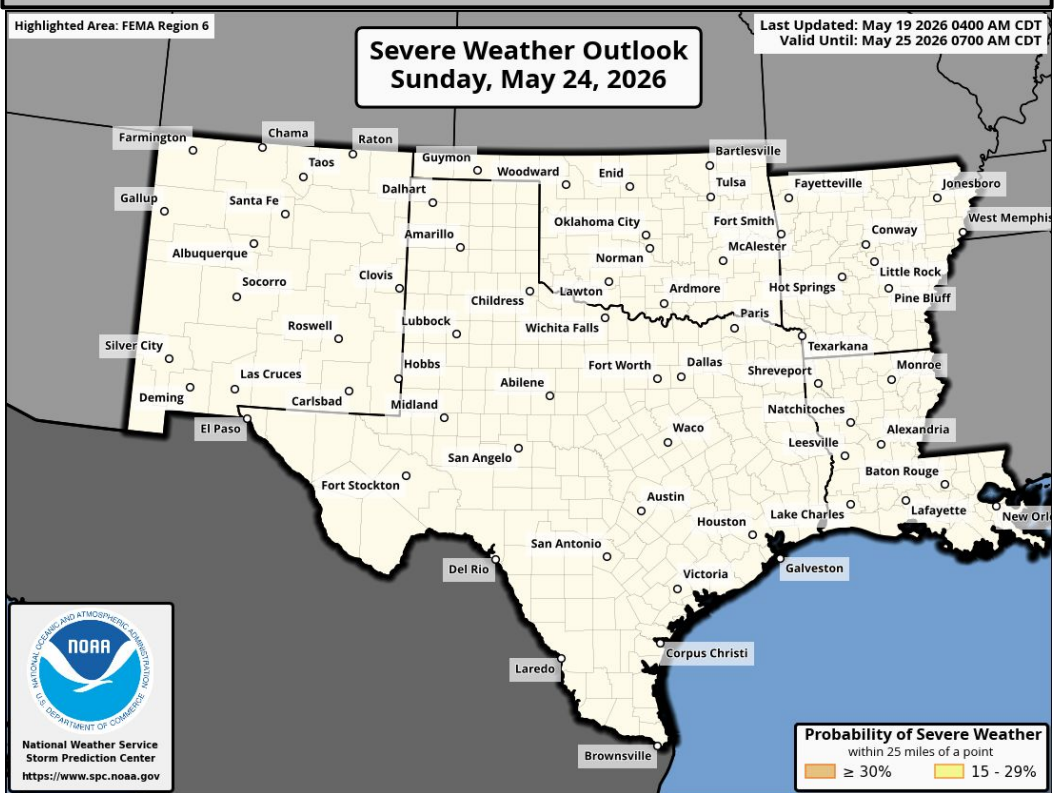 Highlighted Area: FEMA Region 6
Severe Weather Outlook
Sunday, May 24, 2026
Last Updated: May 19 2026 0400 AM CDT
Valid Until: May 25 2026 0700 AM CDT
Farmington
Chama
Raton
Taos
Guymon
Woodward
Enid
Bartlesville
Tulsa
Fayetteville
Jonesboro
Gallup
Santa Fe
Dalhart
Oklahoma City
Fort Smith
West Memphis
Albuquerque
Amarillo
Norman
McAlester
Conway
Socorro
Clovis
Childress
Lawton
Ardmore
Hot Springs
Little Rock
Pine Bluff
Roswell
Lubbock
Wichita Falls
Paris
Texarkana
Silver City
Las Cruces
Hobbs
Fort Worth
Dallas
Shreveport
Monroe
Deming
Carlsbad
Midland
Abilene
Natchitoches
El Paso
San Angelo
Waco
Leesville
Alexandria
Fort Stockton
Baton Rouge
Austin
Houston
Lake Charles
Lafayette
New Orl
San Antonio
Del Rio
Galveston
Victoria
Laredo
Corpus Christi
Brownsville
NATIONAL OCEANIC AND ATMOSPHERIC ADMINISTRATION
NOAA
U.S. DEPARTMENT OF COMMERCE
National Weather Service
Storm Prediction Center
https://www.spc.noaa.gov
Probability of Severe Weather
within 25 miles of a point
≥ 30%
15 - 29%